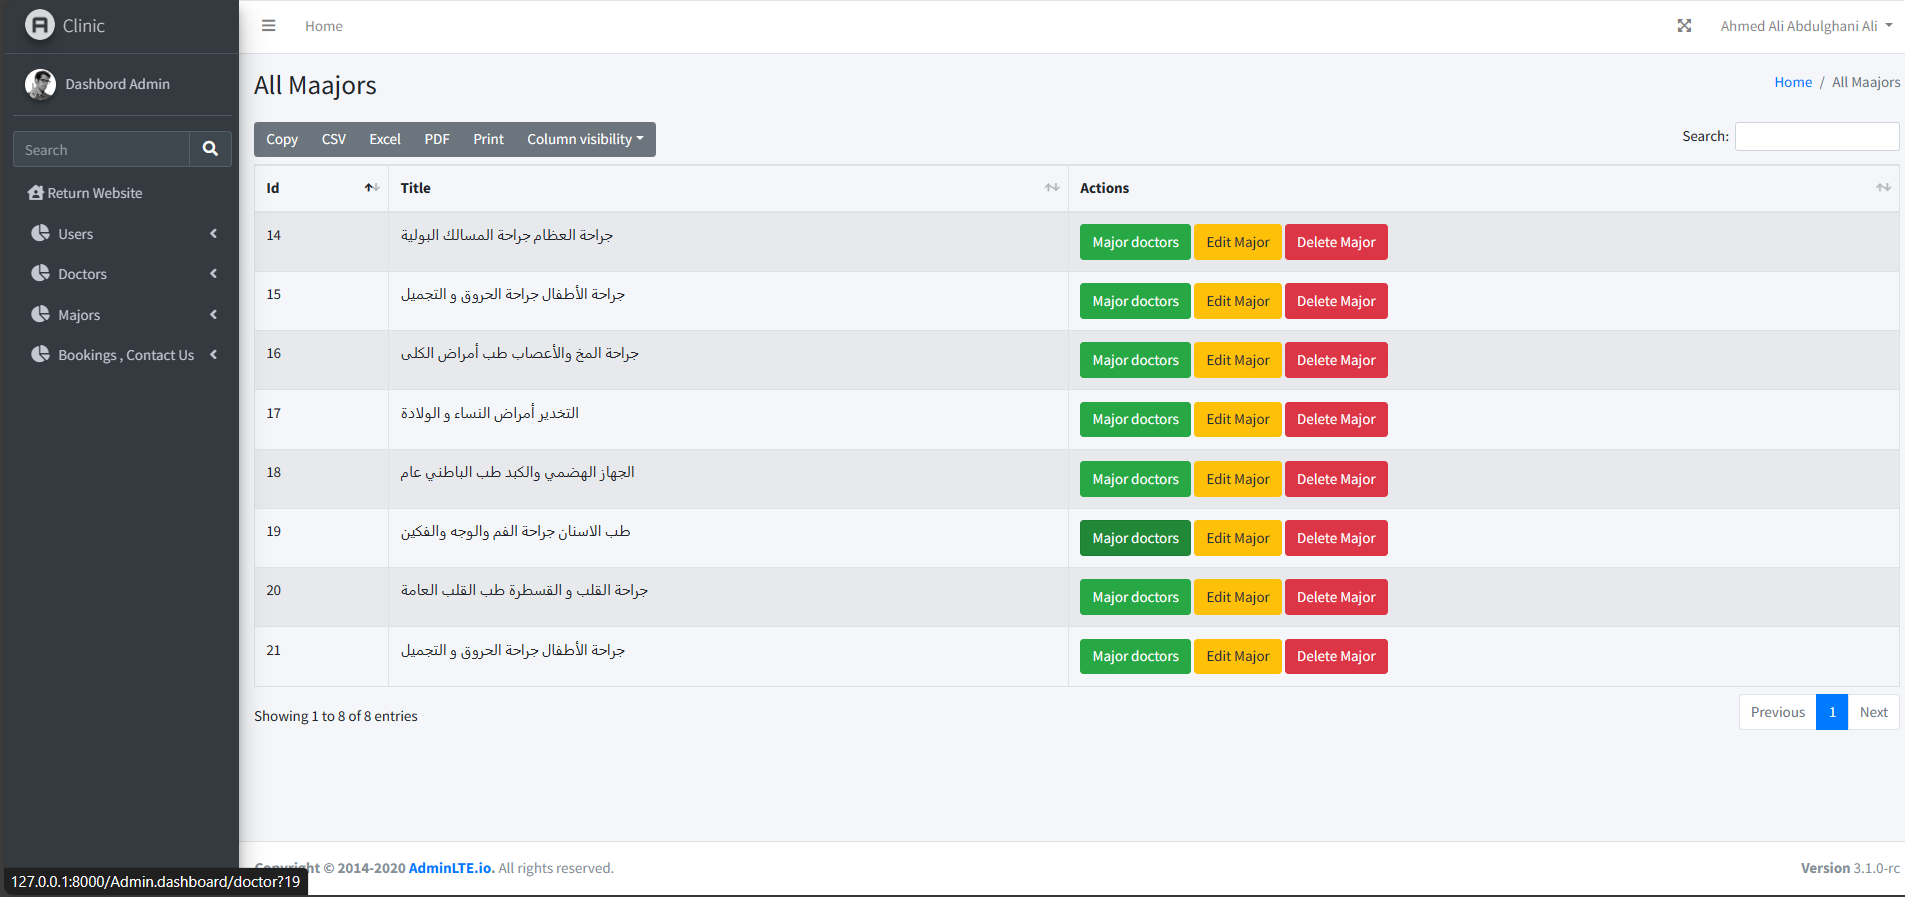 Clinic
Home
Ahmed Ali Abdulghani Ali
Dashbord Admin
Search
Return Website
Users
Doctors
Majors
Bookings , Contact Us
All Maajors
Home / All Maajors
Copy CSV Excel PDF Print Column visibility
Search:
Id Title Actions
14 جراحة العظام جراحة المسالك البولية Major doctors Edit Major Delete Major
15 جراحة الأطفال جراحة الحروق و التجميل Major doctors Edit Major Delete Major
16 جراحة المخ والأعصاب طب أمراض الكلى Major doctors Edit Major Delete Major
17 التخدير أمراض النساء و الولادة Major doctors Edit Major Delete Major
18 الجهاز الهضمي والكبد طب الباطني عام Major doctors Edit Major Delete Major
19 طب الاسنان جراحة الفم والوجه والفكين Major doctors Edit Major Delete Major
20 جراحة القلب و القسطرة طب القلب العامة Major doctors Edit Major Delete Major
21 جراحة الأطفال جراحة الحروق و التجميل Major doctors Edit Major Delete Major
Showing 1 to 8 of 8 entries
Previous 1 Next
Copyright © 2014-2020 AdminLTE.io. All rights reserved.
Version 3.1.0-rc
127.0.0.1:8000/Admin.dashboard/doctor?19